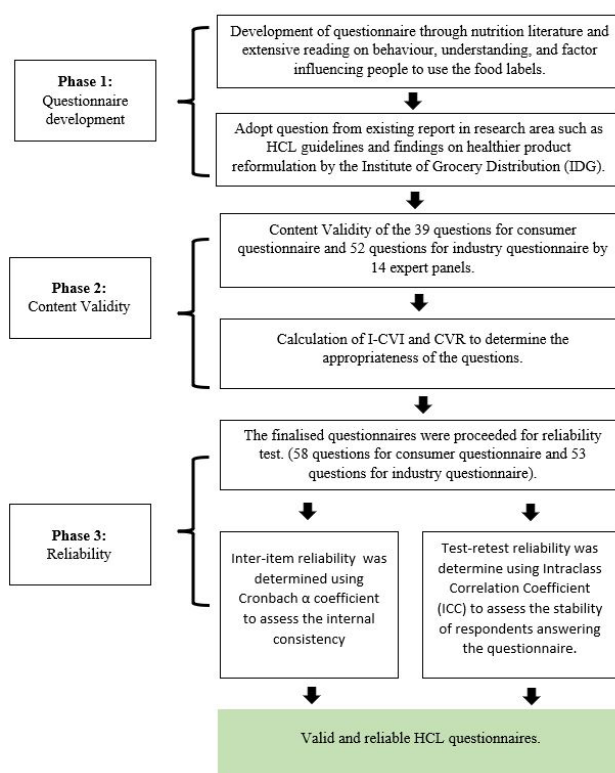 Phase 1:
Questionnaire
development
Development of questionnaire through nutrition literature and
extensive reading on behaviour, understanding, and factor
influencing people to use the food labels.
Adopt question from existing report in research area such as
HCL guidelines and findings on healthier product
reformulation by the Institute of Grocery Distribution (IDG).
Phase 2:
Content Validity
Content Validity of the 39 questions for consumer
questionnaire and 52 questions for industry questionnaire by
14 expert panels.
Calculation of I-CVI and CVR to determine the
appropriateness of the questions.
Phase 3:
Reliability
The finalised questionnaires were proceeded for reliability
test. (58 questions for consumer questionnaire and 53
questions for industry questionnaire).
Inter-item reliability was
determined using
Cronbach α coefficient
to assess the internal
consistency
Test-retest reliability was
determine using Intraclass
Correlation Coefficient
(ICC) to assess the stability
of respondents answering
the questionnaire.
Valid and reliable HCL questionnaires.